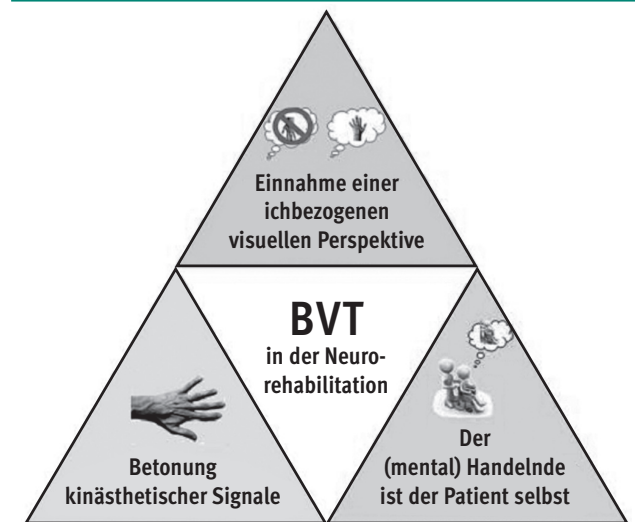 Einnahme einer
ichbezogenen
visuellen Perspektive
BVT
in der Neuro-
rehabilitation
Betonung
kinästhetischer Signale
Der
(mental) Handelnde
ist der Patient selbst